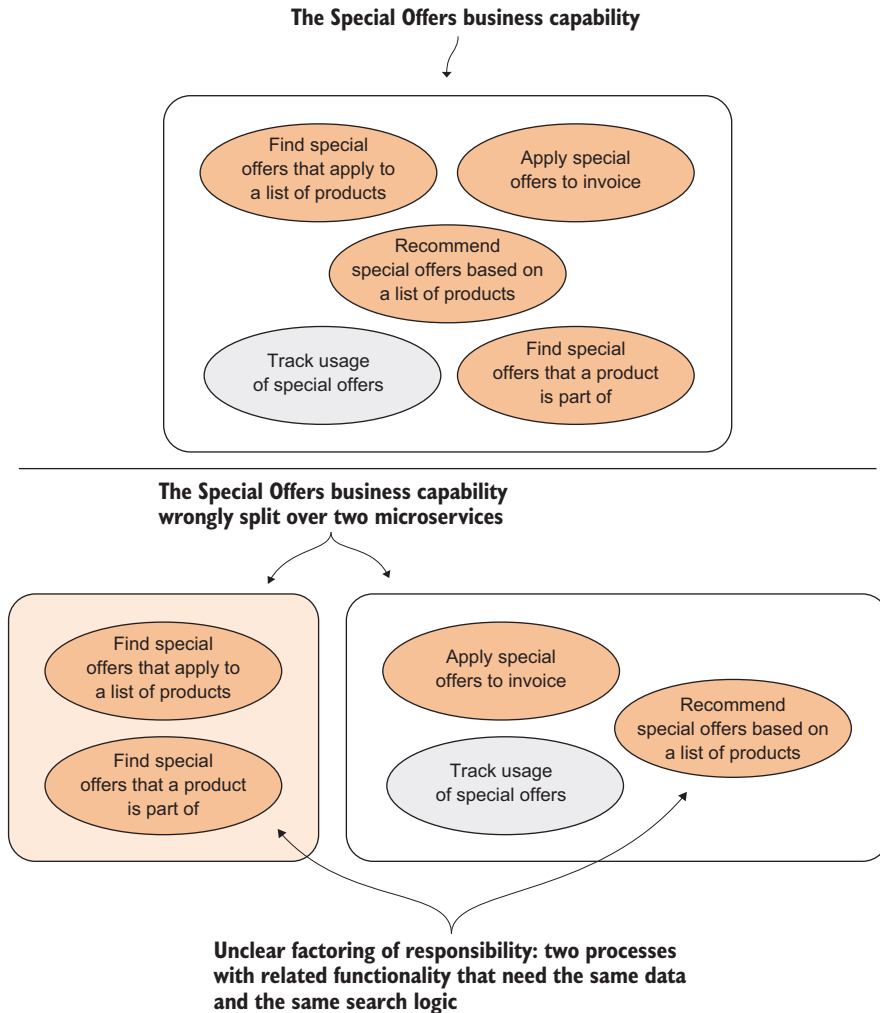 The Special Offers business capability
Find special
offers that apply to
a list of products
Apply special
offers to invoice
Recommend
special offers based on
a list of products
Track usage
of special offers
Find special
offers that a product
is part of
The Special Offers business capability
wrongly split over two microservices
Find special
offers that apply to
a list of products
Find special
offers that a product
is part of
Apply special
offers to invoice
Recommend
special offers based on
a list of products
Track usage
of special offers
Unclear factoring of responsibility: two processes
with related functionality that need the same data
and the same search logic